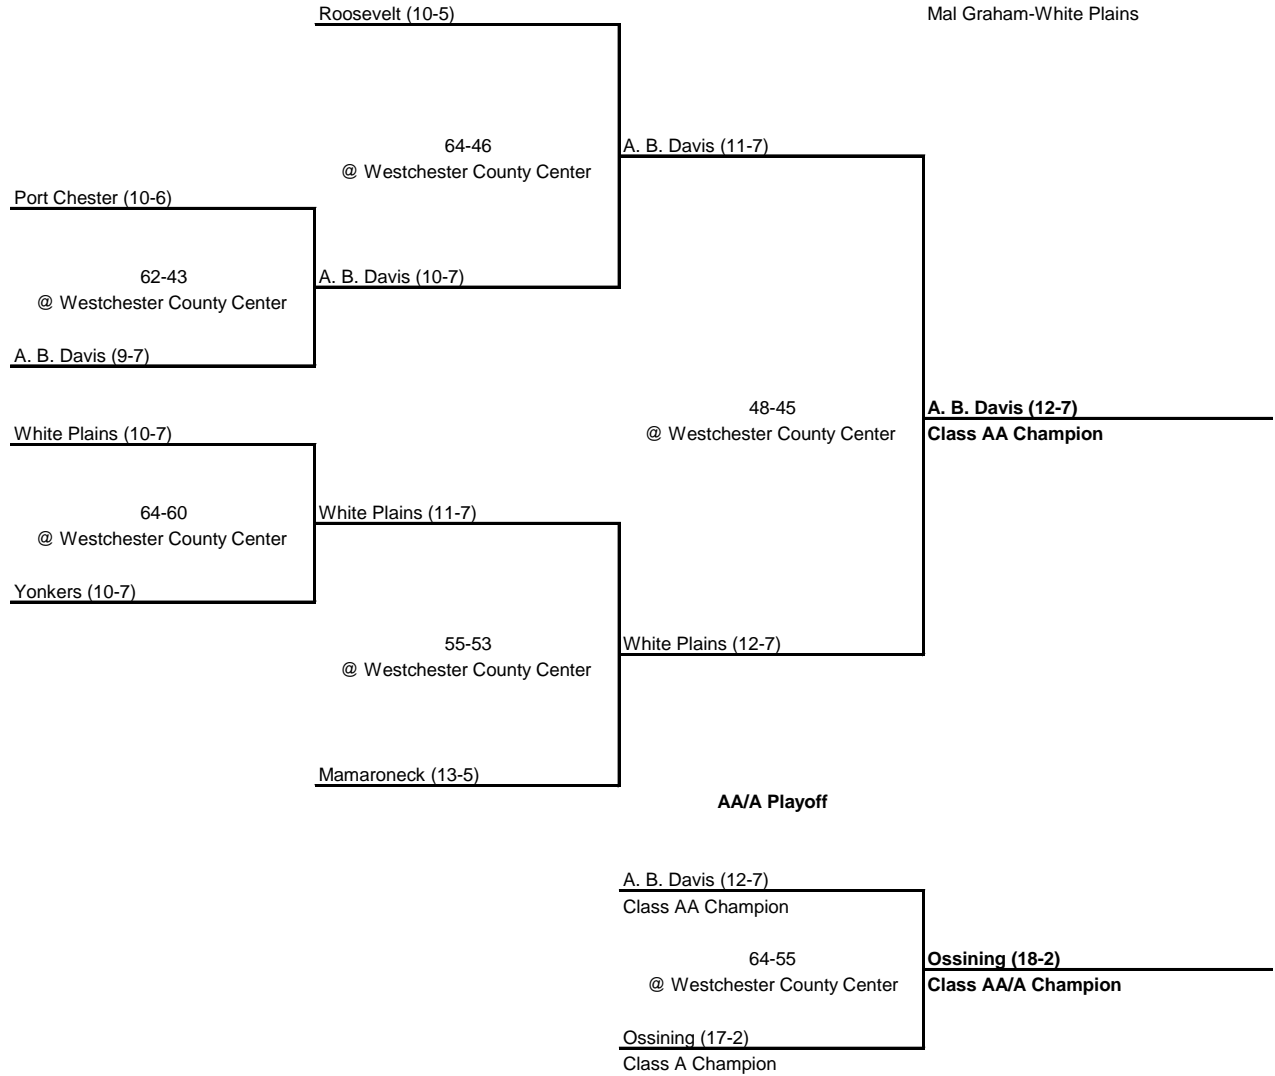 Roosevelt (10-5)
Mal Graham-White Plains
64-46
A. B. Davis (11-7)
@ Westchester County Center
Port Chester (10-6)
62-43
A. B. Davis (10-7)
@ Westchester County Center
A. B. Davis (9-7)
48-45
A. B. Davis (12-7)
White Plains (10-7)
@ Westchester County Center
Class AA Champion
64-60
White Plains (11-7)
@ Westchester County Center
Yonkers (10-7)
55-53
White Plains (12-7)
@ Westchester County Center
Mamaroneck (13-5)
AA/A Playoff
A. B. Davis (12-7)
Class AA Champion
64-55
Ossining (18-2)
@ Westchester County Center
Class AA/A Champion
Ossining (17-2)
Class A Champion